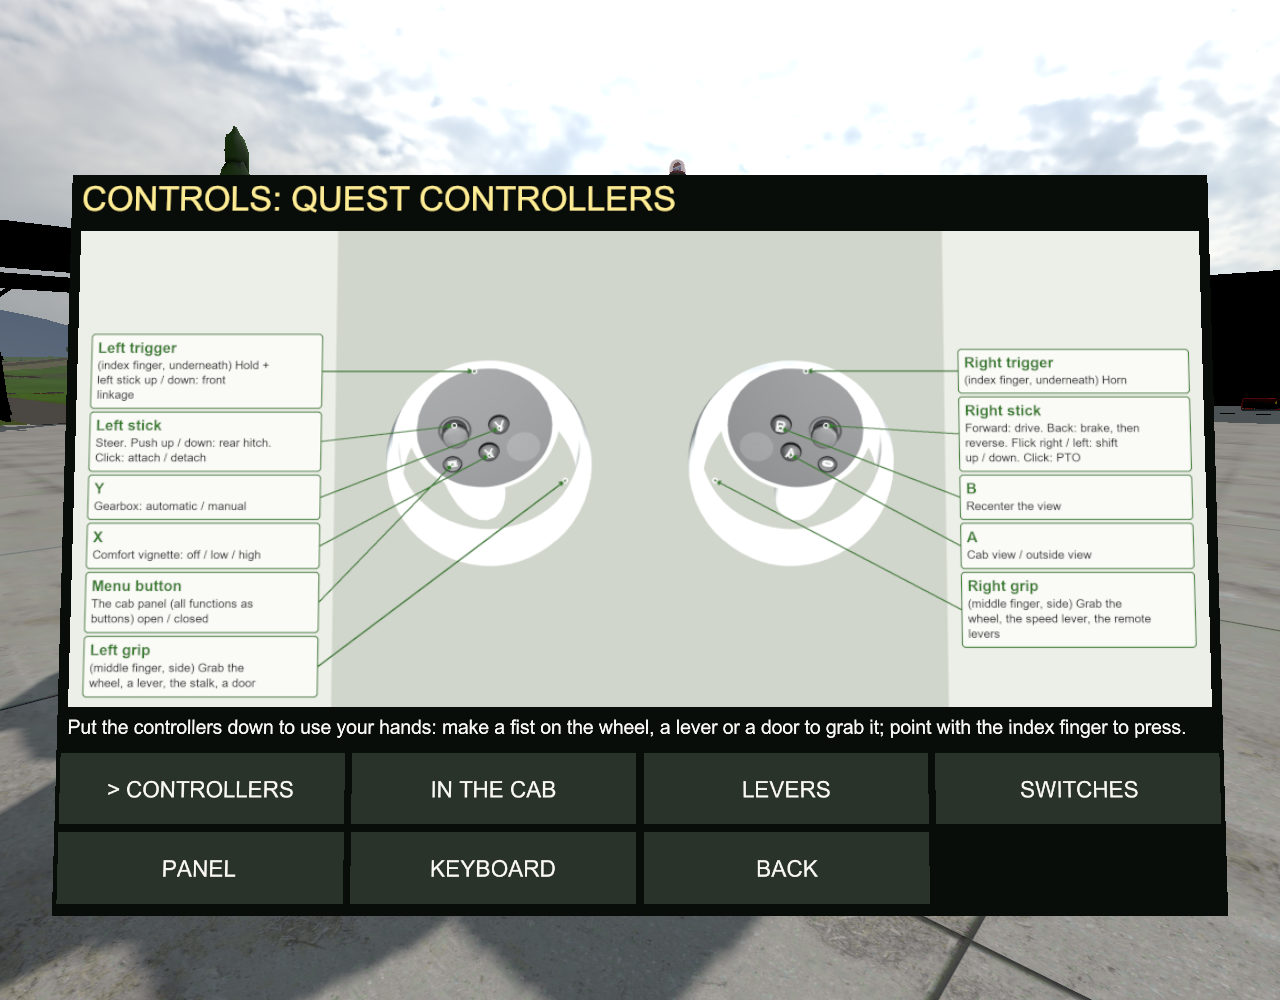 CONTROLS: QUEST CONTROLLERS
Left trigger
(index finger, underneath) Hold +
left stick up / down: front
linkage
Left stick
Steer. Push up / down: rear hitch.
Click: attach / detach
Y
Gearbox: automatic / manual
X
Comfort vignette: off / low / high
Menu button
The cab panel (all functions as
buttons) open / closed
Left grip
(middle finger, side) Grab the
wheel, a lever, the stalk, a door
Right trigger
(index finger, underneath) Horn
Right stick
Forward: drive. Back: brake, then
reverse. Flick right / left: shift
up / down. Click: PTO
B
Recenter the view
A
Cab view / outside view
Right grip
(middle finger, side) Grab the
wheel, the speed lever, the remote
levers
B
Put the controllers down to use your hands: make a fist on the wheel, a lever or a door to grab it; point with the index finger to press.
> CONTROLLERS
IN THE CAB
LEVERS
SWITCHES
PANEL
KEYBOARD
BACK